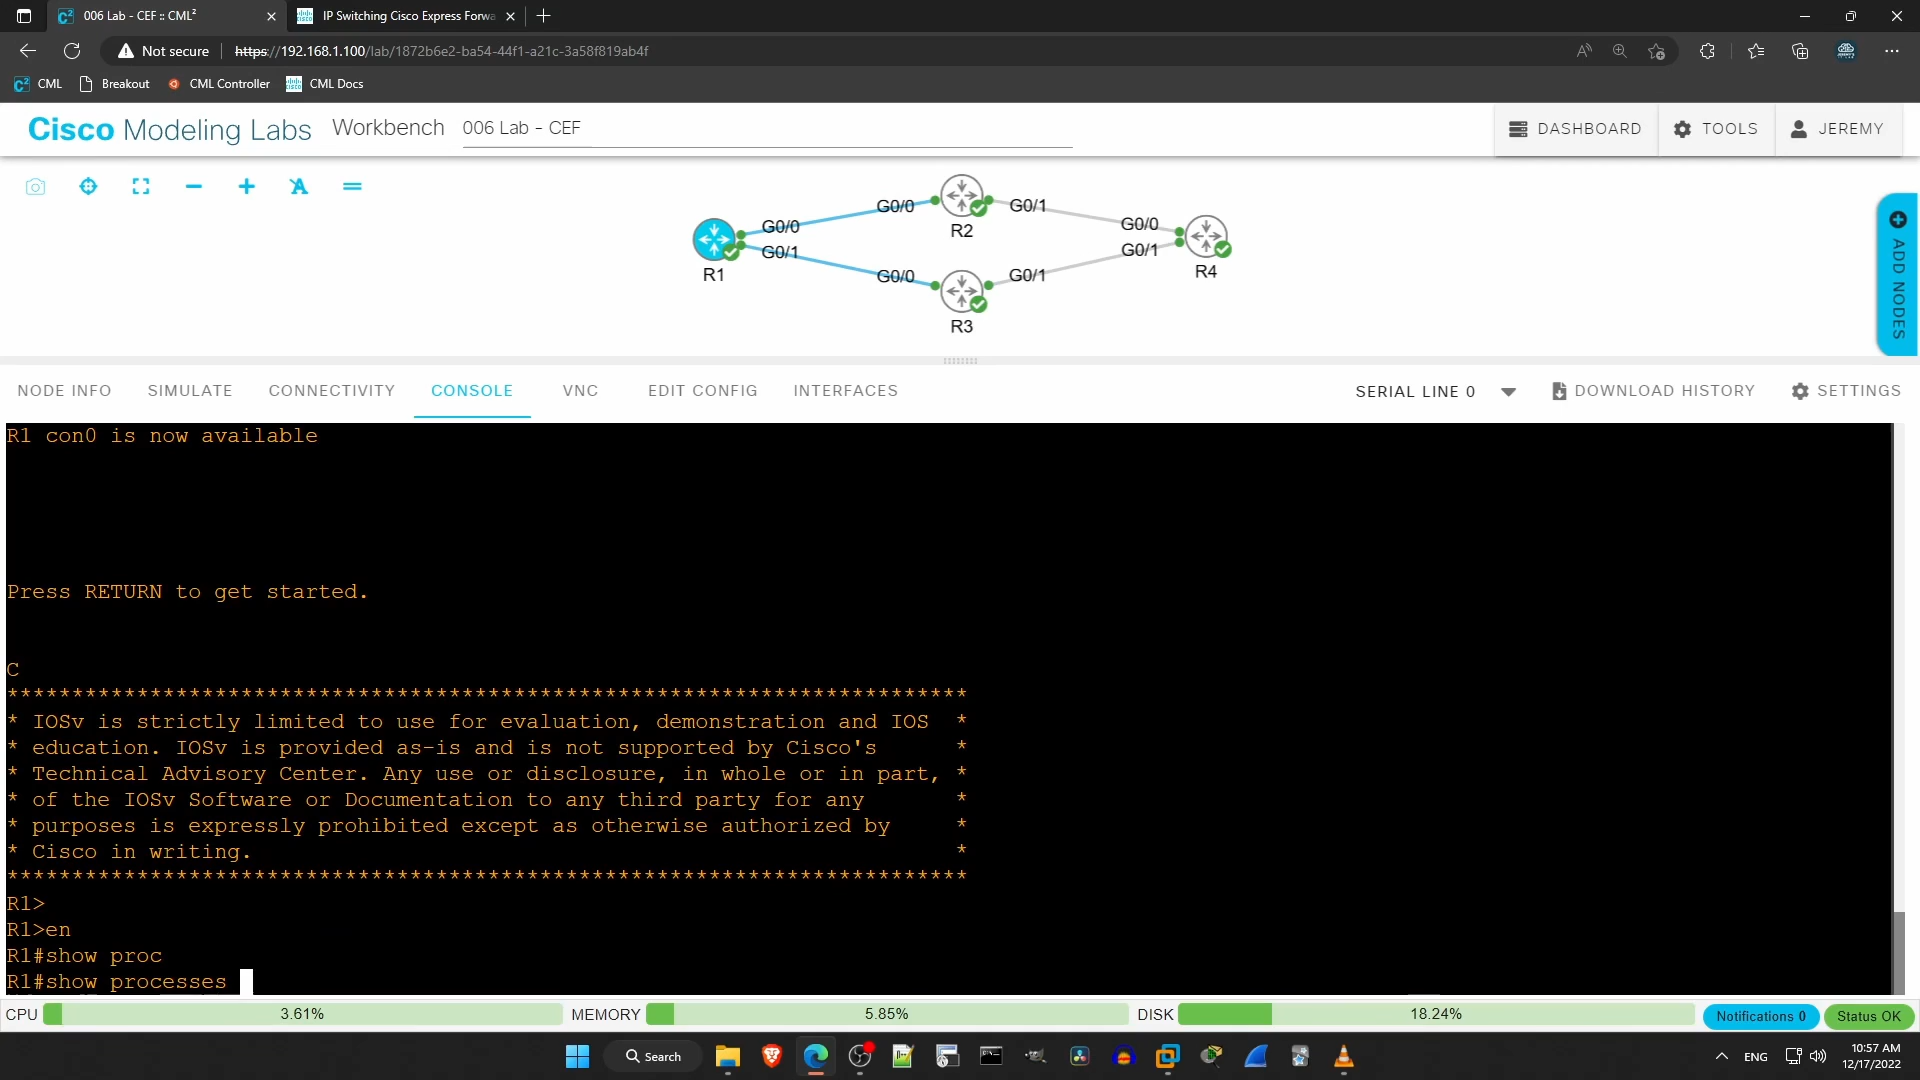 006 Lab - CEF :: CML²
IP Switching Cisco Express Forwa
Not secure
https://192.168.1.100/lab/1872b6e2-ba54-44f1-a21c-3a58f819ab4f
CML
Breakout
CML Controller
CML Docs
Cisco Modeling Labs
Workbench
006 Lab - CEF
DASHBOARD
TOOLS
JEREMY
G0/0
G0/1
R1
G0/0
G0/1
R2
G0/0
G0/1
R3
G0/0
G0/1
R4
ADD NODES
NODE INFO
SIMULATE
CONNECTIVITY
CONSOLE
VNC
EDIT CONFIG
INTERFACES
SERIAL LINE 0
DOWNLOAD HISTORY
SETTINGS
R1 con0 is now available
Press RETURN to get started.
C
**************************************************************************
* IOSv is strictly limited to use for evaluation, demonstration and IOS  *
* education. IOSv is provided as-is and is not supported by Cisco's      *
* Technical Advisory Center. Any use or disclosure, in whole or in part, *
* of the IOSv Software or Documentation to any third party for any       *
* purposes is expressly prohibited except as otherwise authorized by     *
* Cisco in writing.                                                      *
**************************************************************************
R1>
R1>en
R1#show proc
R1#show processes
CPU
3.61%
MEMORY
5.85%
DISK
18.24%
Notifications 0
Status OK
Search
ENG
10:57 AM
12/17/2022